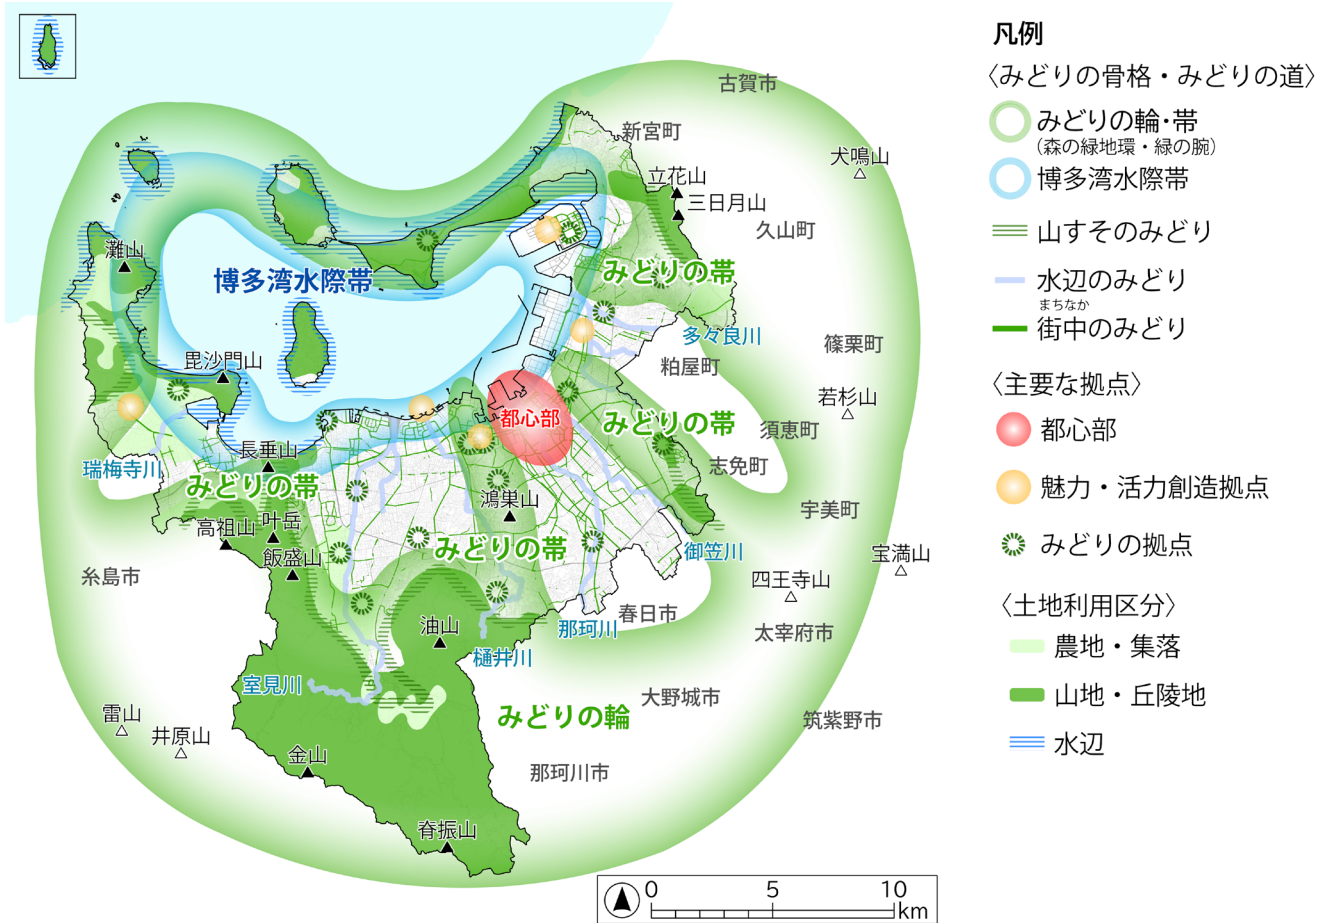 古賀市
新宮町
犬鳴山
立花山
三日月山
久山町
灘山
みどりの帯
博多湾水際帯
多々良川
篠栗町
毘沙門山
粕屋町
若杉山
都心部
みどりの帯
須恵町
長垂山
志免町
瑞梅寺川
みどりの帯
鴻巣山
宇美町
高祖山
叶岳
みどりの帯
御笠川
宝満山
飯盛山
糸島市
四王寺山
春日市
油山
那珂川
太宰府市
樋井川
室見川
大野城市
雷山
みどりの輪
筑紫野市
井原山
金山
那珂川市
脊振山
0
5
10
km
凡例
〈みどりの骨格・みどりの道〉
みどりの輪・帯
(森の緑地環・緑の腕)
博多湾水際帯
山すそのみどり
水辺のみどり
まちなか
街中のみどり
〈主要な拠点〉
都心部
魅力・活力創造拠点
みどりの拠点
〈土地利用区分〉
農地・集落
山地・丘陵地
水辺